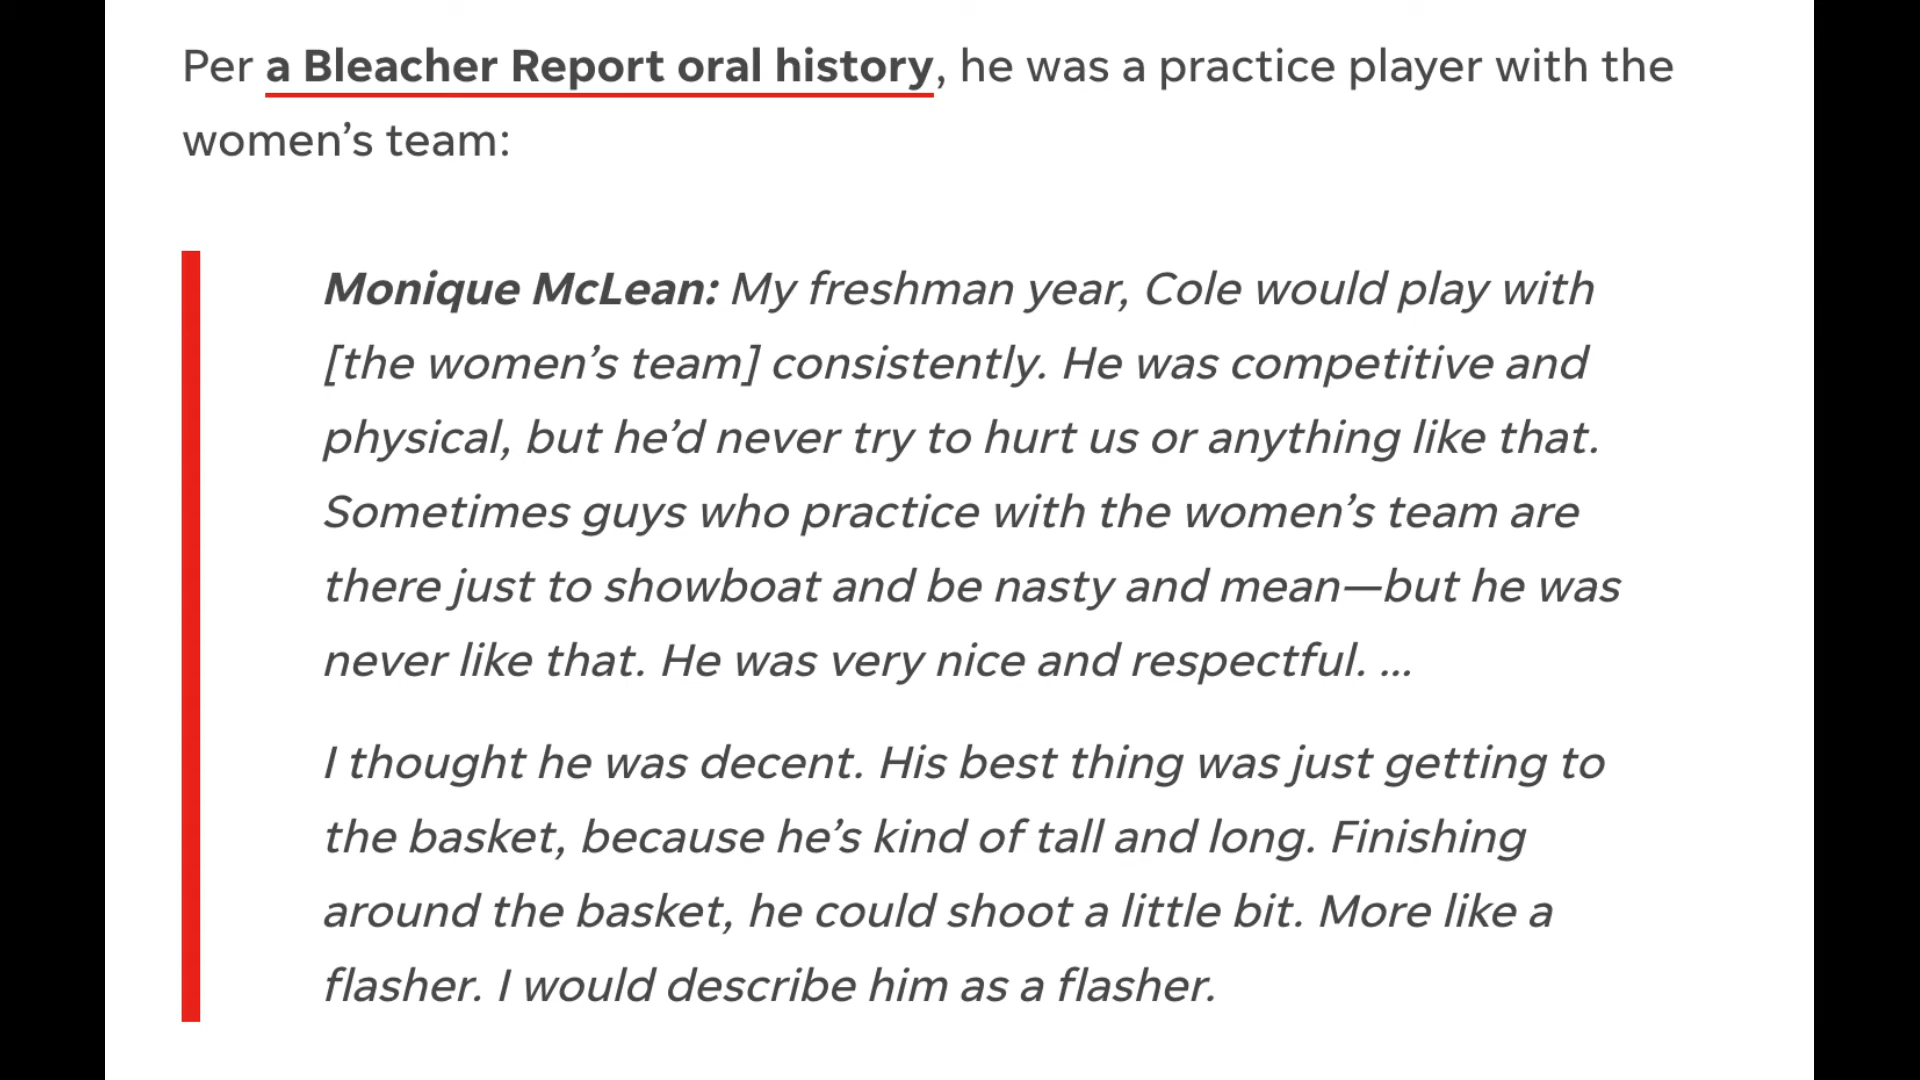 Per a Bleacher Report oral history, he was a practice player with the
women’s team:
Monique McLean: My freshman year, Cole would play with
[the women’s team] consistently. He was competitive and
physical, but he’d never try to hurt us or anything like that.
Sometimes guys who practice with the women’s team are
there just to showboat and be nasty and mean—but he was
never like that. He was very nice and respectful. ...
I thought he was decent. His best thing was just getting to
the basket, because he’s kind of tall and long. Finishing
around the basket, he could shoot a little bit. More like a
flasher. I would describe him as a flasher.